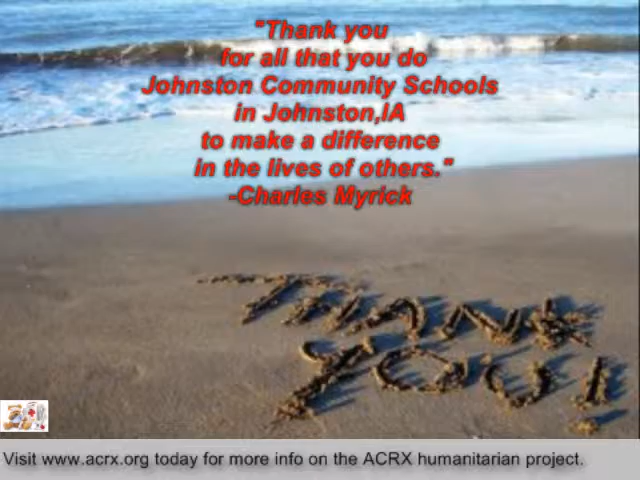 "Thank you
for all that you do
Johnston Community Schools
in Johnston,IA
to make a difference
in the lives of others."
-Charles Myrick
THANK
YOU!
Visit www.acrx.org today for more info on the ACRX humanitarian project.